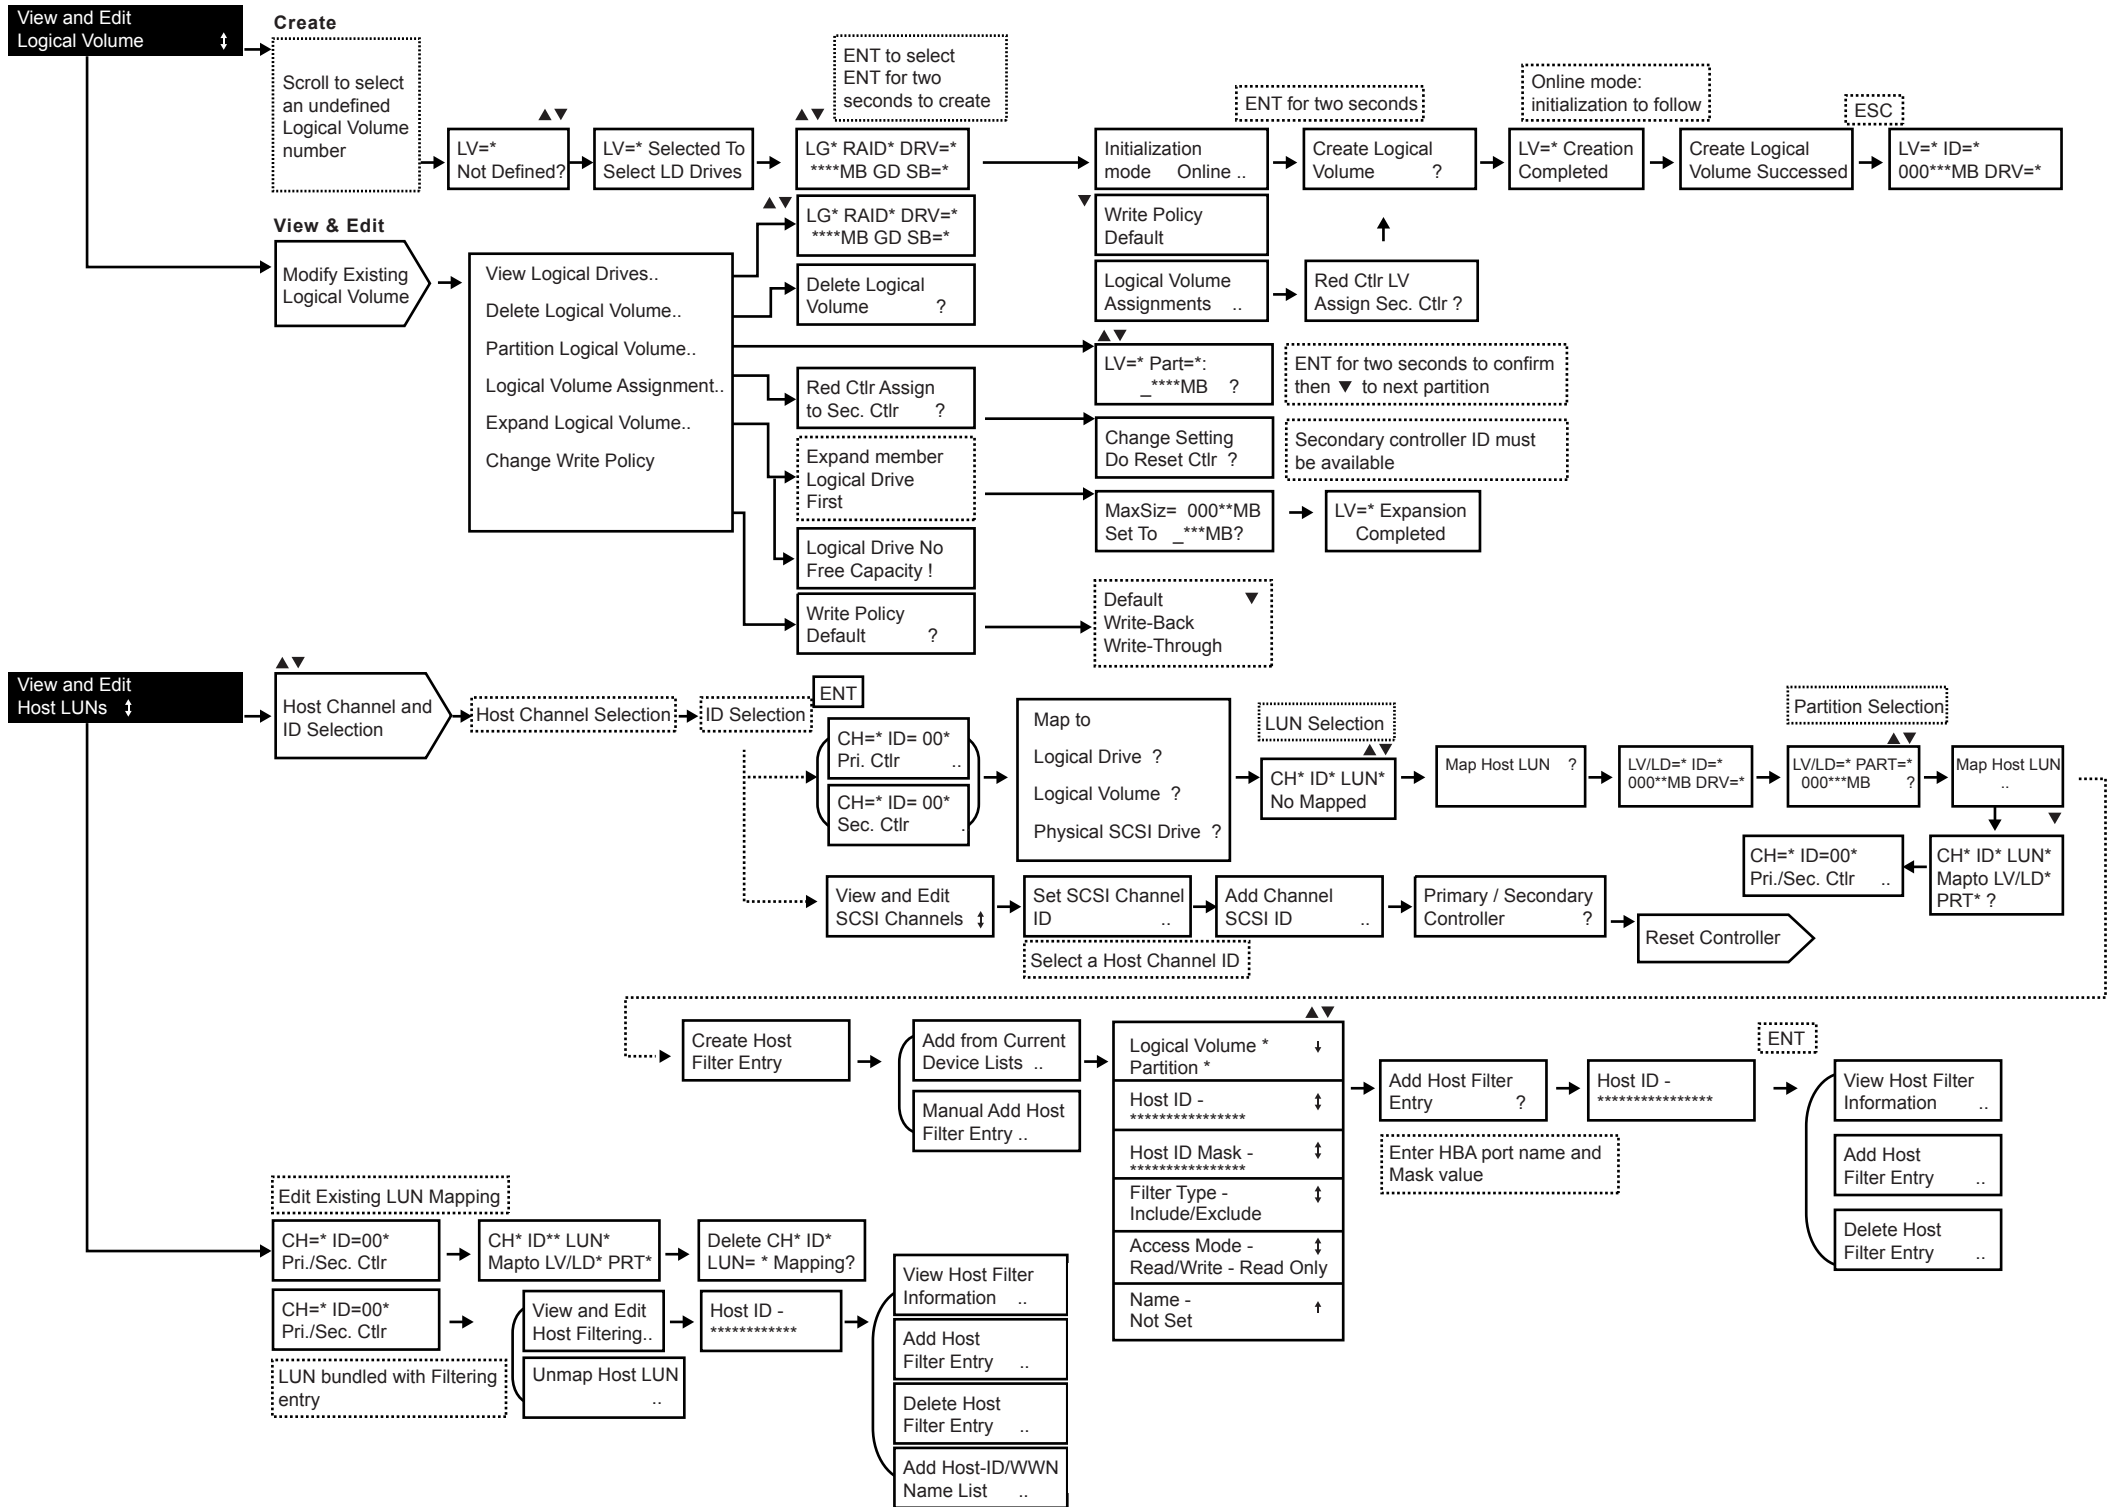 View and Edit
Logical Volume
Create
Scroll to select
an undefined
Logical Volume
number
LV=*
Not Defined?
LV=* Selected To
Select LD Drives
ENT to select
ENT for two
seconds to create
LG* RAID* DRV=*
****MB GD SB=*
Initialization
mode Online ..
ENT for two seconds
Create Logical
Volume ?
Online mode:
initialization to follow
LV=* Creation
Completed
Create Logical
Volume Successed
ESC
LV=* ID=*
000***MB DRV=*
Write Policy
Default
Logical Volume
Assignments ..
Red Ctlr LV
Assign Sec. Ctlr ?
View & Edit
Modify Existing
Logical Volume
View Logical Drives..
Delete Logical Volume..
Partition Logical Volume..
Logical Volume Assignment..
Expand Logical Volume..
Change Write Policy
LG* RAID* DRV=*
****MB GD SB=*
Delete Logical
Volume ?
LV=* Part=*:
_****MB ?
ENT for two seconds to confirm
then ▼ to next partition
Red Ctlr Assign
to Sec. Ctlr ?
Change Setting
Do Reset Ctlr ?
Secondary controller ID must
be available
Expand member
Logical Drive
First
MaxSiz= 000**MB
Set To _***MB?
LV=* Expansion
Completed
Logical Drive No
Free Capacity !
Write Policy
Default ?
Default ▼
Write-Back
Write-Through
View and Edit
Host LUNs
Host Channel and
ID Selection
Host Channel Selection
ID Selection
ENT
CH=* ID= 00*
Pri. Ctlr ..
CH=* ID= 00*
Sec. Ctlr .
Map to
Logical Drive ?
Logical Volume ?
Physical SCSI Drive ?
LUN Selection
CH* ID* LUN*
No Mapped
Map Host LUN ?
LV/LD=* ID=*
000**MB DRV=*
Partition Selection
LV/LD=* PART=*
000***MB ?
Map Host LUN
..
CH* ID* LUN*
Mapto LV/LD*
PRT* ?
CH=* ID=00*
Pri./Sec. Ctlr ..
View and Edit
SCSI Channels
Set SCSI Channel
ID ..
Select a Host Channel ID
Add Channel
SCSI ID ..
Primary / Secondary
Controller ?
Reset Controller
Create Host
Filter Entry
Add from Current
Device Lists ..
Manual Add Host
Filter Entry ..
Logical Volume *
Partition *
Host ID -
****************
Host ID Mask -
****************
Filter Type -
Include/Exclude
Access Mode -
Read/Write - Read Only
Name -
Not Set
Add Host Filter
Entry ?
Enter HBA port name and
Mask value
Host ID -
****************
ENT
View Host Filter
Information ..
Add Host
Filter Entry ..
Delete Host
Filter Entry ..
Edit Existing LUN Mapping
CH=* ID=00*
Pri./Sec. Ctlr
CH* ID** LUN*
Mapto LV/LD* PRT*
Delete CH* ID*
LUN= * Mapping?
CH=* ID=00*
Pri./Sec. Ctlr
LUN bundled with Filtering
entry
View and Edit
Host Filtering..
Unmap Host LUN
..
Host ID -
************
View Host Filter
Information ..
Add Host
Filter Entry ..
Delete Host
Filter Entry ..
Add Host-ID/WWN
Name List ..